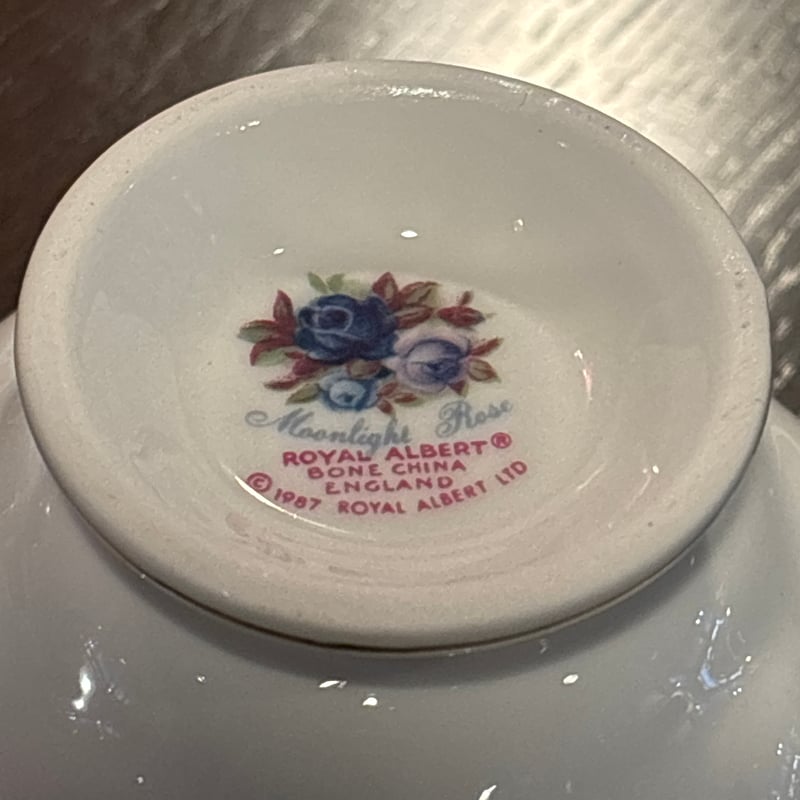 Moonlight Rose
ROYAL ALBERT®
BONE CHINA
ENGLAND
© 1987 ROYAL ALBERT LTD